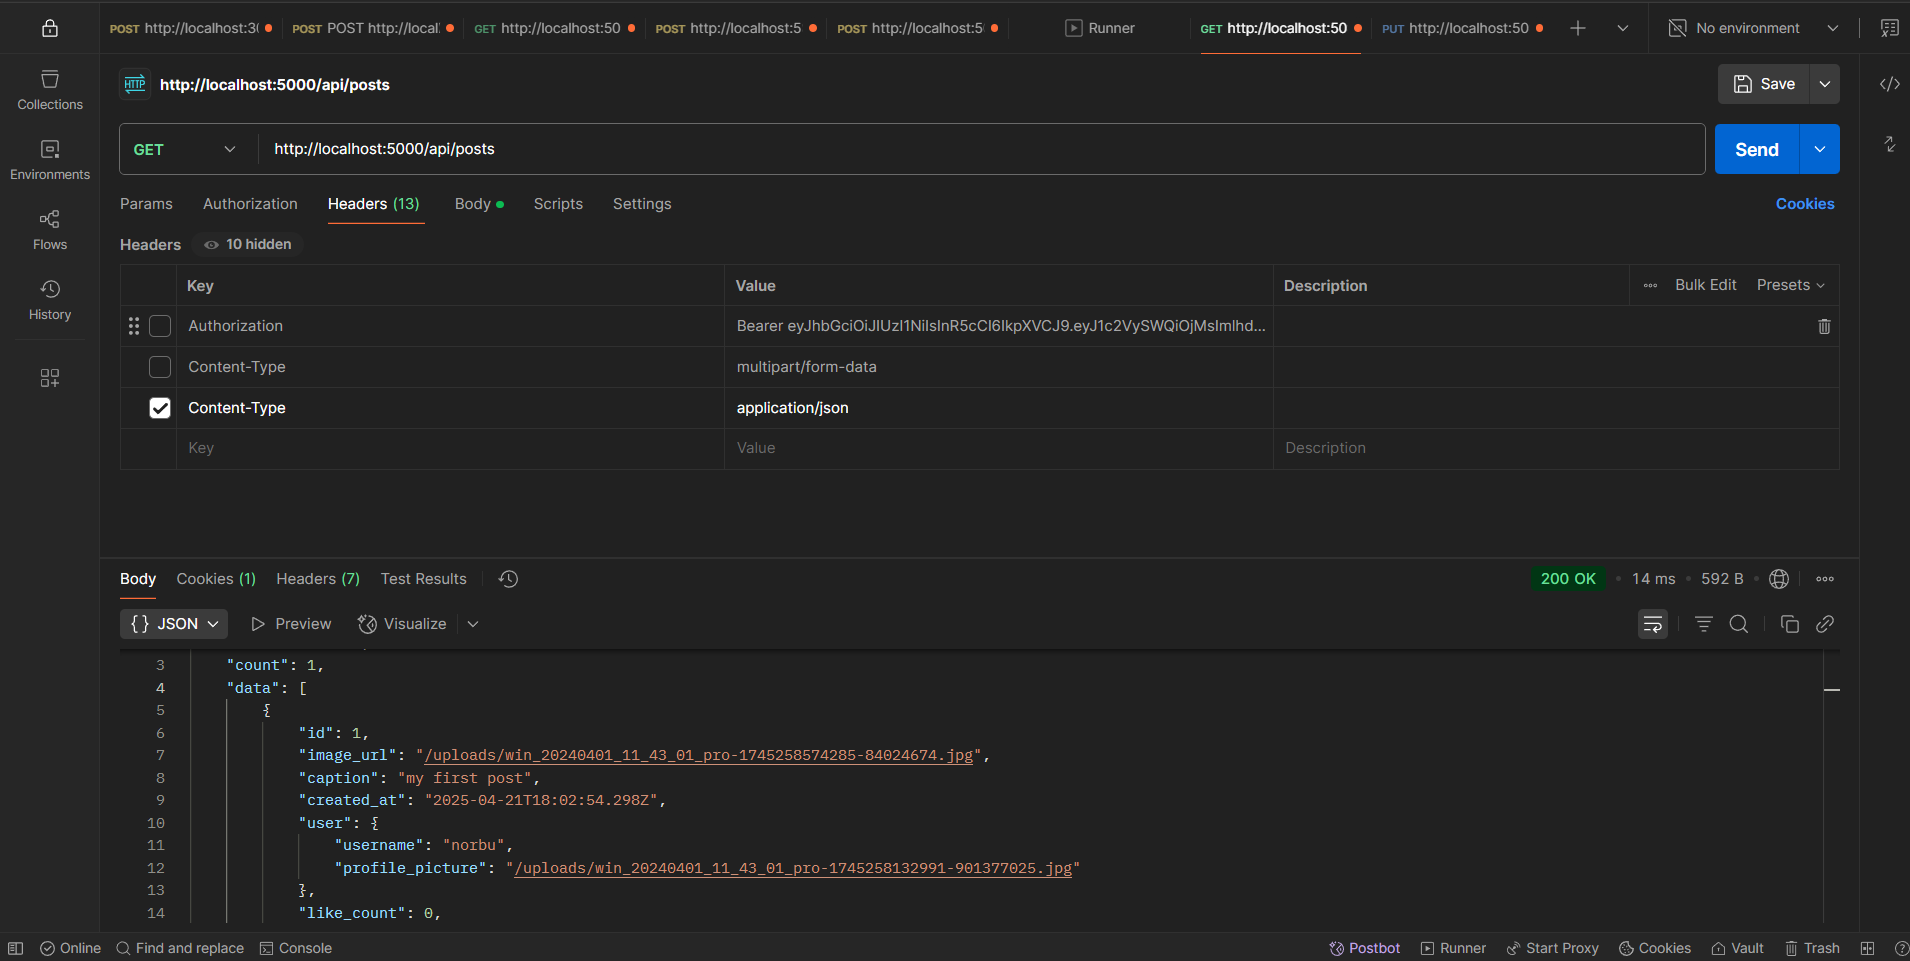 POST http://localhost:30
POST POST http://local
GET http://localhost:50
POST http://localhost:5
POST http://localhost:5
Runner
GET http://localhost:50
PUT http://localhost:50
No environment
Collections
Environments
Flows
History
HTTP http://localhost:5000/api/posts
Save
GET http://localhost:5000/api/posts
Send
Params Authorization Headers (13) Body Scripts Settings
Cookies
Headers 10 hidden
Key Value Description Bulk Edit Presets
Authorization Bearer eyJhbGciOiJIUzI1NiIsInR5cCI6IkpXVCJ9.eyJ1c2VySWQiOjMsImlhd...
Content-Type multipart/form-data
Content-Type application/json
Key Value Description
Body Cookies (1) Headers (7) Test Results
200 OK 14 ms 592 B
{} JSON Preview Visualize
3 "count": 1,
4 "data": [
5 {
6 "id": 1,
7 "image_url": "/uploads/win_20240401_11_43_01_pro-1745258574285-84024674.jpg",
8 "caption": "my first post",
9 "created_at": "2025-04-21T18:02:54.298Z",
10 "user": {
11 "username": "norbu",
12 "profile_picture": "/uploads/win_20240401_11_43_01_pro-1745258132991-901377025.jpg"
13 },
14 "like_count": 0,
Online Find and replace Console
Postbot Runner Start Proxy Cookies Vault Trash